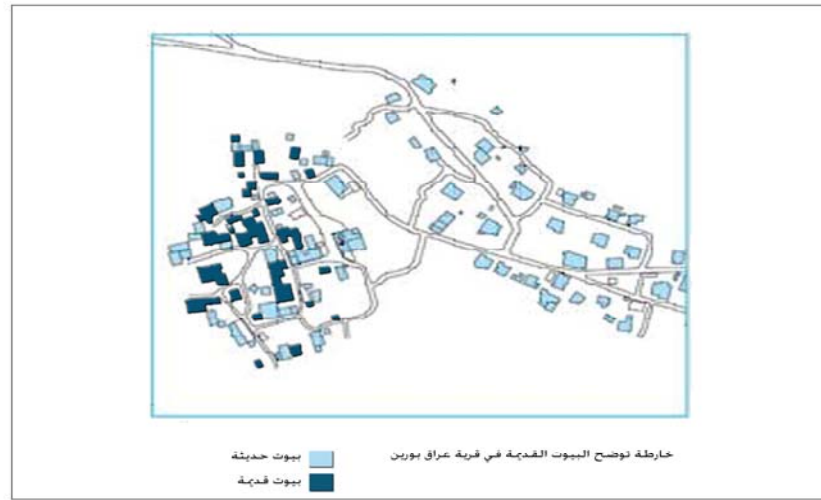 خارطة توضح البيوت القديمة في قرية عراق بورين
بيوت حديثة
بيوت قديمة